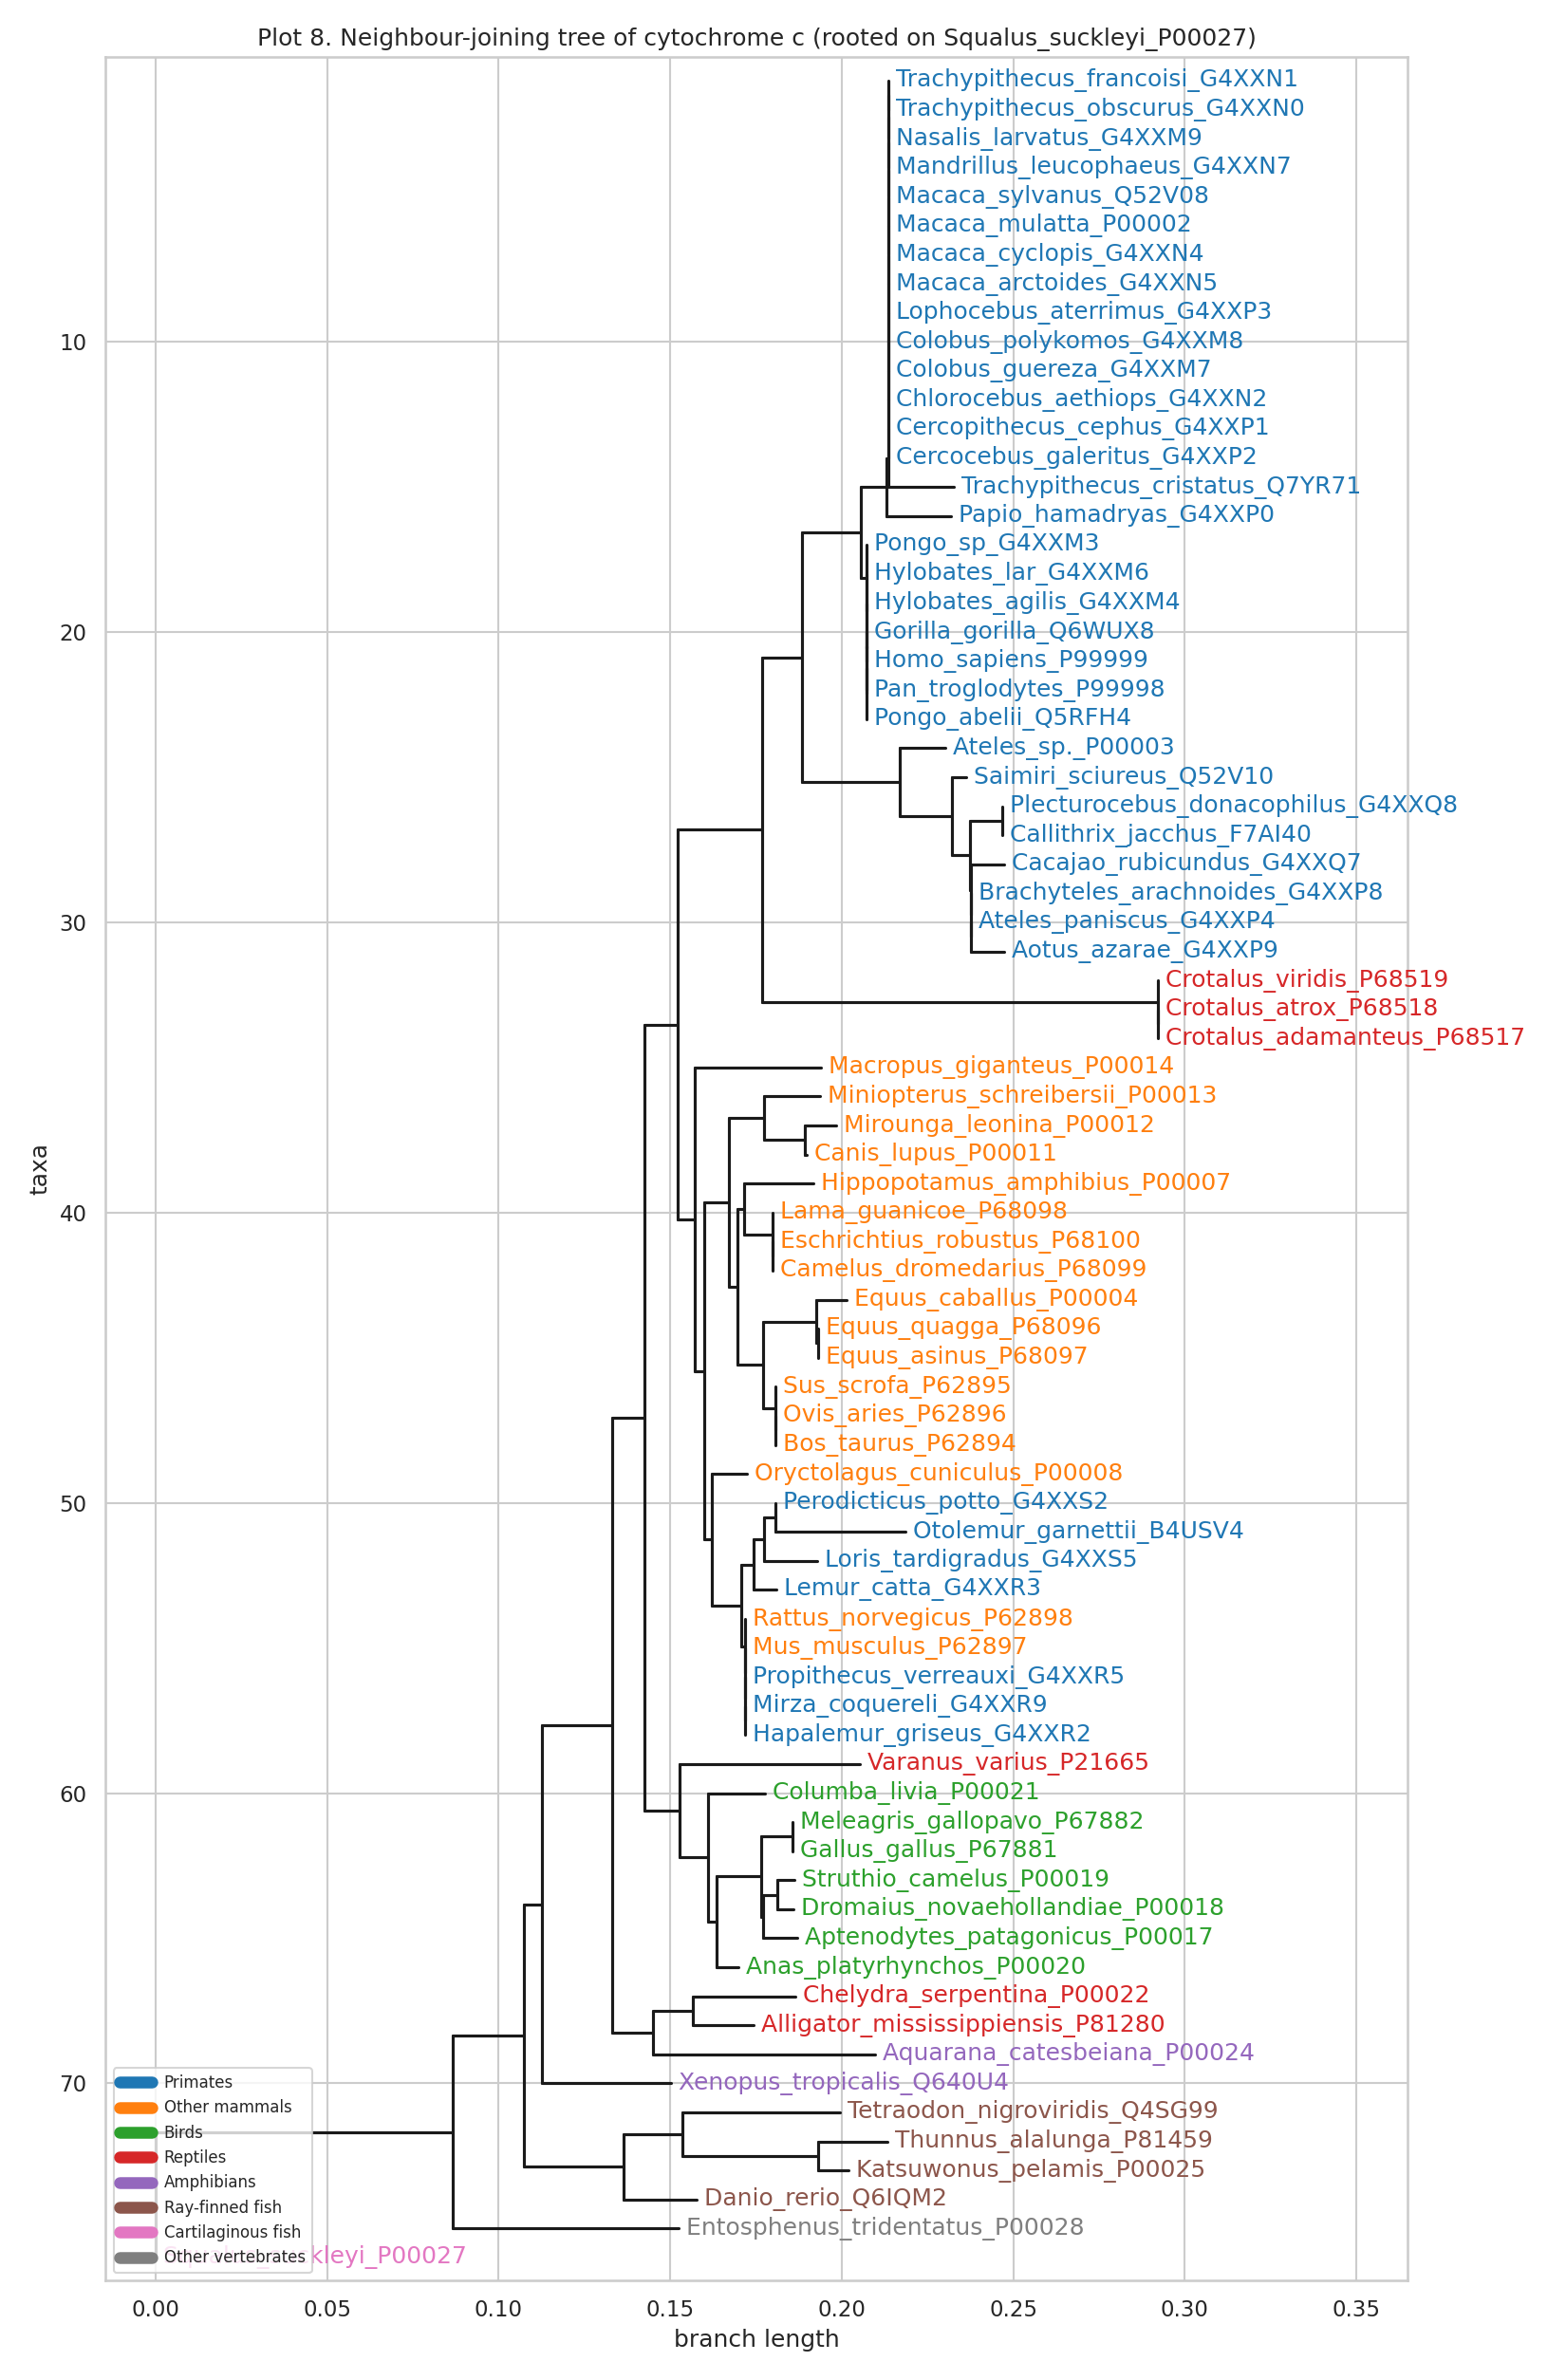 Plot 8. Neighbour-joining tree of cytochrome c (rooted on Squalus_suckleyi_P00027)
Trachypithecus_francoisi_G4XXN1
Trachypithecus_obscurus_G4XXN0
Nasalis_larvatus_G4XXM9
Mandrillus_leucophaeus_G4XXN7
Macaca_sylvanus_Q52V08
Macaca_mulatta_P00002
Macaca_cyclopis_G4XXN4
Macaca_arctoides_G4XXN5
Lophocebus_aterrimus_G4XXP3
10
Colobus_polykomos_G4XXM8
Colobus_guereza_G4XXM7
Chlorocebus_aethiops_G4XXN2
Cercopithecus_cephus_G4XXP1
Cercocebus_galeritus_G4XXP2
Trachypithecus_cristatus_Q7YR71
Papio_hamadryas_G4XXP0
Pongo_sp_G4XXM3
Hylobates_lar_G4XXM6
Hylobates_agilis_G4XXM4
20
Gorilla_gorilla_Q6WUX8
Homo_sapiens_P99999
Pan_troglodytes_P99998
Pongo_abelii_Q5RFH4
Ateles_sp._P00003
Saimiri_sciureus_Q52V10
Plecturocebus_donacophilus_G4XXQ8
Callithrix_jacchus_F7AI40
Cacajao_rubicundus_G4XXQ7
Brachyteles_arachnoides_G4XXP8
30
Ateles_paniscus_G4XXP4
Aotus_azarae_G4XXP9
Crotalus_viridis_P68519
Crotalus_atrox_P68518
Crotalus_adamanteus_P68517
Macropus_giganteus_P00014
Miniopterus_schreibersii_P00013
Mirounga_leonina_P00012
Canis_lupus_P00011
taxa
Hippopotamus_amphibius_P00007
40
Lama_guanicoe_P68098
Eschrichtius_robustus_P68100
Camelus_dromedarius_P68099
Equus_caballus_P00004
Equus_quagga_P68096
Equus_asinus_P68097
Sus_scrofa_P62895
Ovis_aries_P62896
Bos_taurus_P62894
Oryctolagus_cuniculus_P00008
50
Perodicticus_potto_G4XXS2
Otolemur_garnettii_B4USV4
Loris_tardigradus_G4XXS5
Lemur_catta_G4XXR3
Rattus_norvegicus_P62898
Mus_musculus_P62897
Propithecus_verreauxi_G4XXR5
Mirza_coquereli_G4XXR9
Hapalemur_griseus_G4XXR2
Varanus_varius_P21665
60
Columba_livia_P00021
Meleagris_gallopavo_P67882
Gallus_gallus_P67881
Struthio_camelus_P00019
Dromaius_novaehollandiae_P00018
Aptenodytes_patagonicus_P00017
Anas_platyrhynchos_P00020
Chelydra_serpentina_P00022
Alligator_mississippiensis_P81280
Aquarana_catesbeiana_P00024
70
Xenopus_tropicalis_Q640U4
Tetraodon_nigroviridis_Q4SG99
Thunnus_alalunga_P81459
Katsuwonus_pelamis_P00025
Danio_rerio_Q6IQM2
Entosphenus_tridentatus_P00028
Primates
Other mammals
Birds
Reptiles
Amphibians
Ray-finned fish
Cartilaginous fish
Other vertebrates
kleyi_P00027
0.00 0.05 0.10 0.15 0.20 0.25 0.30 0.35
branch length